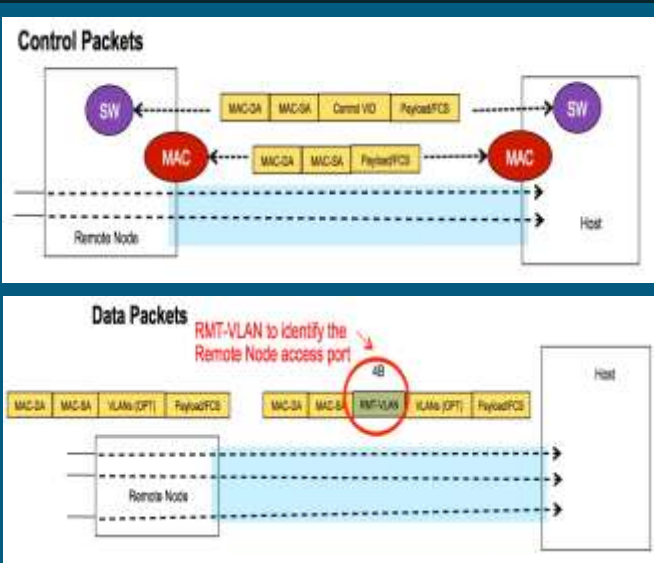 Control Packets
SW
MAC-DA MAC-SA Control VID Payload/FCS
SW
MAC
MAC-DA MAC-SA Payload/FCS
MAC
Remote Node
Host
Data Packets
RMT-VLAN to identify the
Remote Node access port
4B
Host
MAC-DA MAC-SA VLANs (OPT) Payload/FCS
MAC-DA MAC-SA RMT-VLAN VLANs (OPT) Payload/FCS
Remote Node